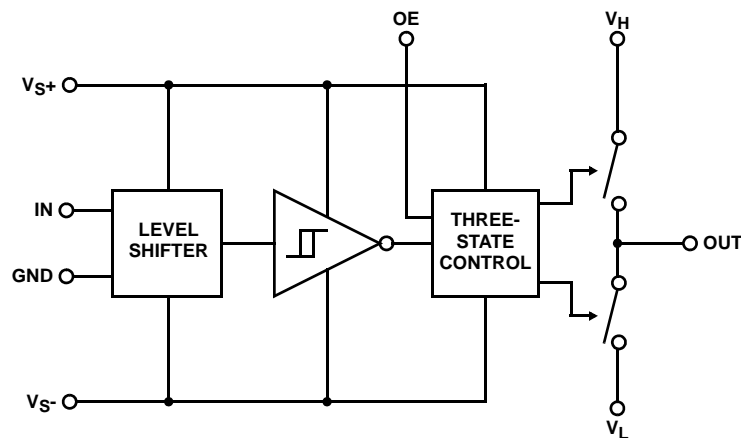 OE
VH
VS+
IN
LEVEL
SHIFTER
THREE-
STATE
CONTROL
OUT
GND
VS-
VL